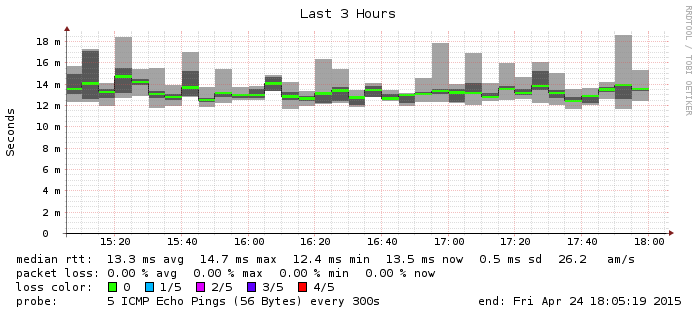 Last 3 Hours
RRDTOOL / TOBI OETIKER
Seconds
18 m
16 m
14 m
12 m
10 m
8 m
6 m
4 m
2 m
0
15:20 15:40 16:00 16:20 16:40 17:00 17:20 17:40 18:00
median rtt: 13.3 ms avg 14.7 ms max 12.4 ms min 13.5 ms now 0.5 ms sd 26.2 am/s
packet loss: 0.00 % avg 0.00 % max 0.00 % min 0.00 % now
loss color: 0 1/5 2/5 3/5 4/5
probe: 5 ICMP Echo Pings (56 Bytes) every 300s end: Fri Apr 24 18:05:19 2015